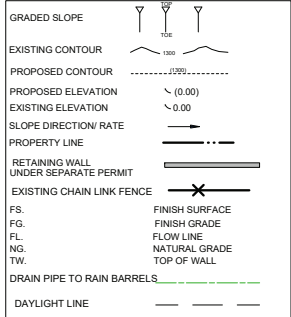 TOP
GRADED SLOPE
TOE
EXISTING CONTOUR 1300
PROPOSED CONTOUR (1300)
PROPOSED ELEVATION (0.00)
EXISTING ELEVATION 0.00
SLOPE DIRECTION/ RATE
PROPERTY LINE
RETAINING WALL
UNDER SEPARATE PERMIT
EXISTING CHAIN LINK FENCE
FS. FINISH SURFACE
FG. FINISH GRADE
FL. FLOW LINE
NG. NATURAL GRADE
TW. TOP OF WALL
DRAIN PIPE TO RAIN BARRELS
DAYLIGHT LINE